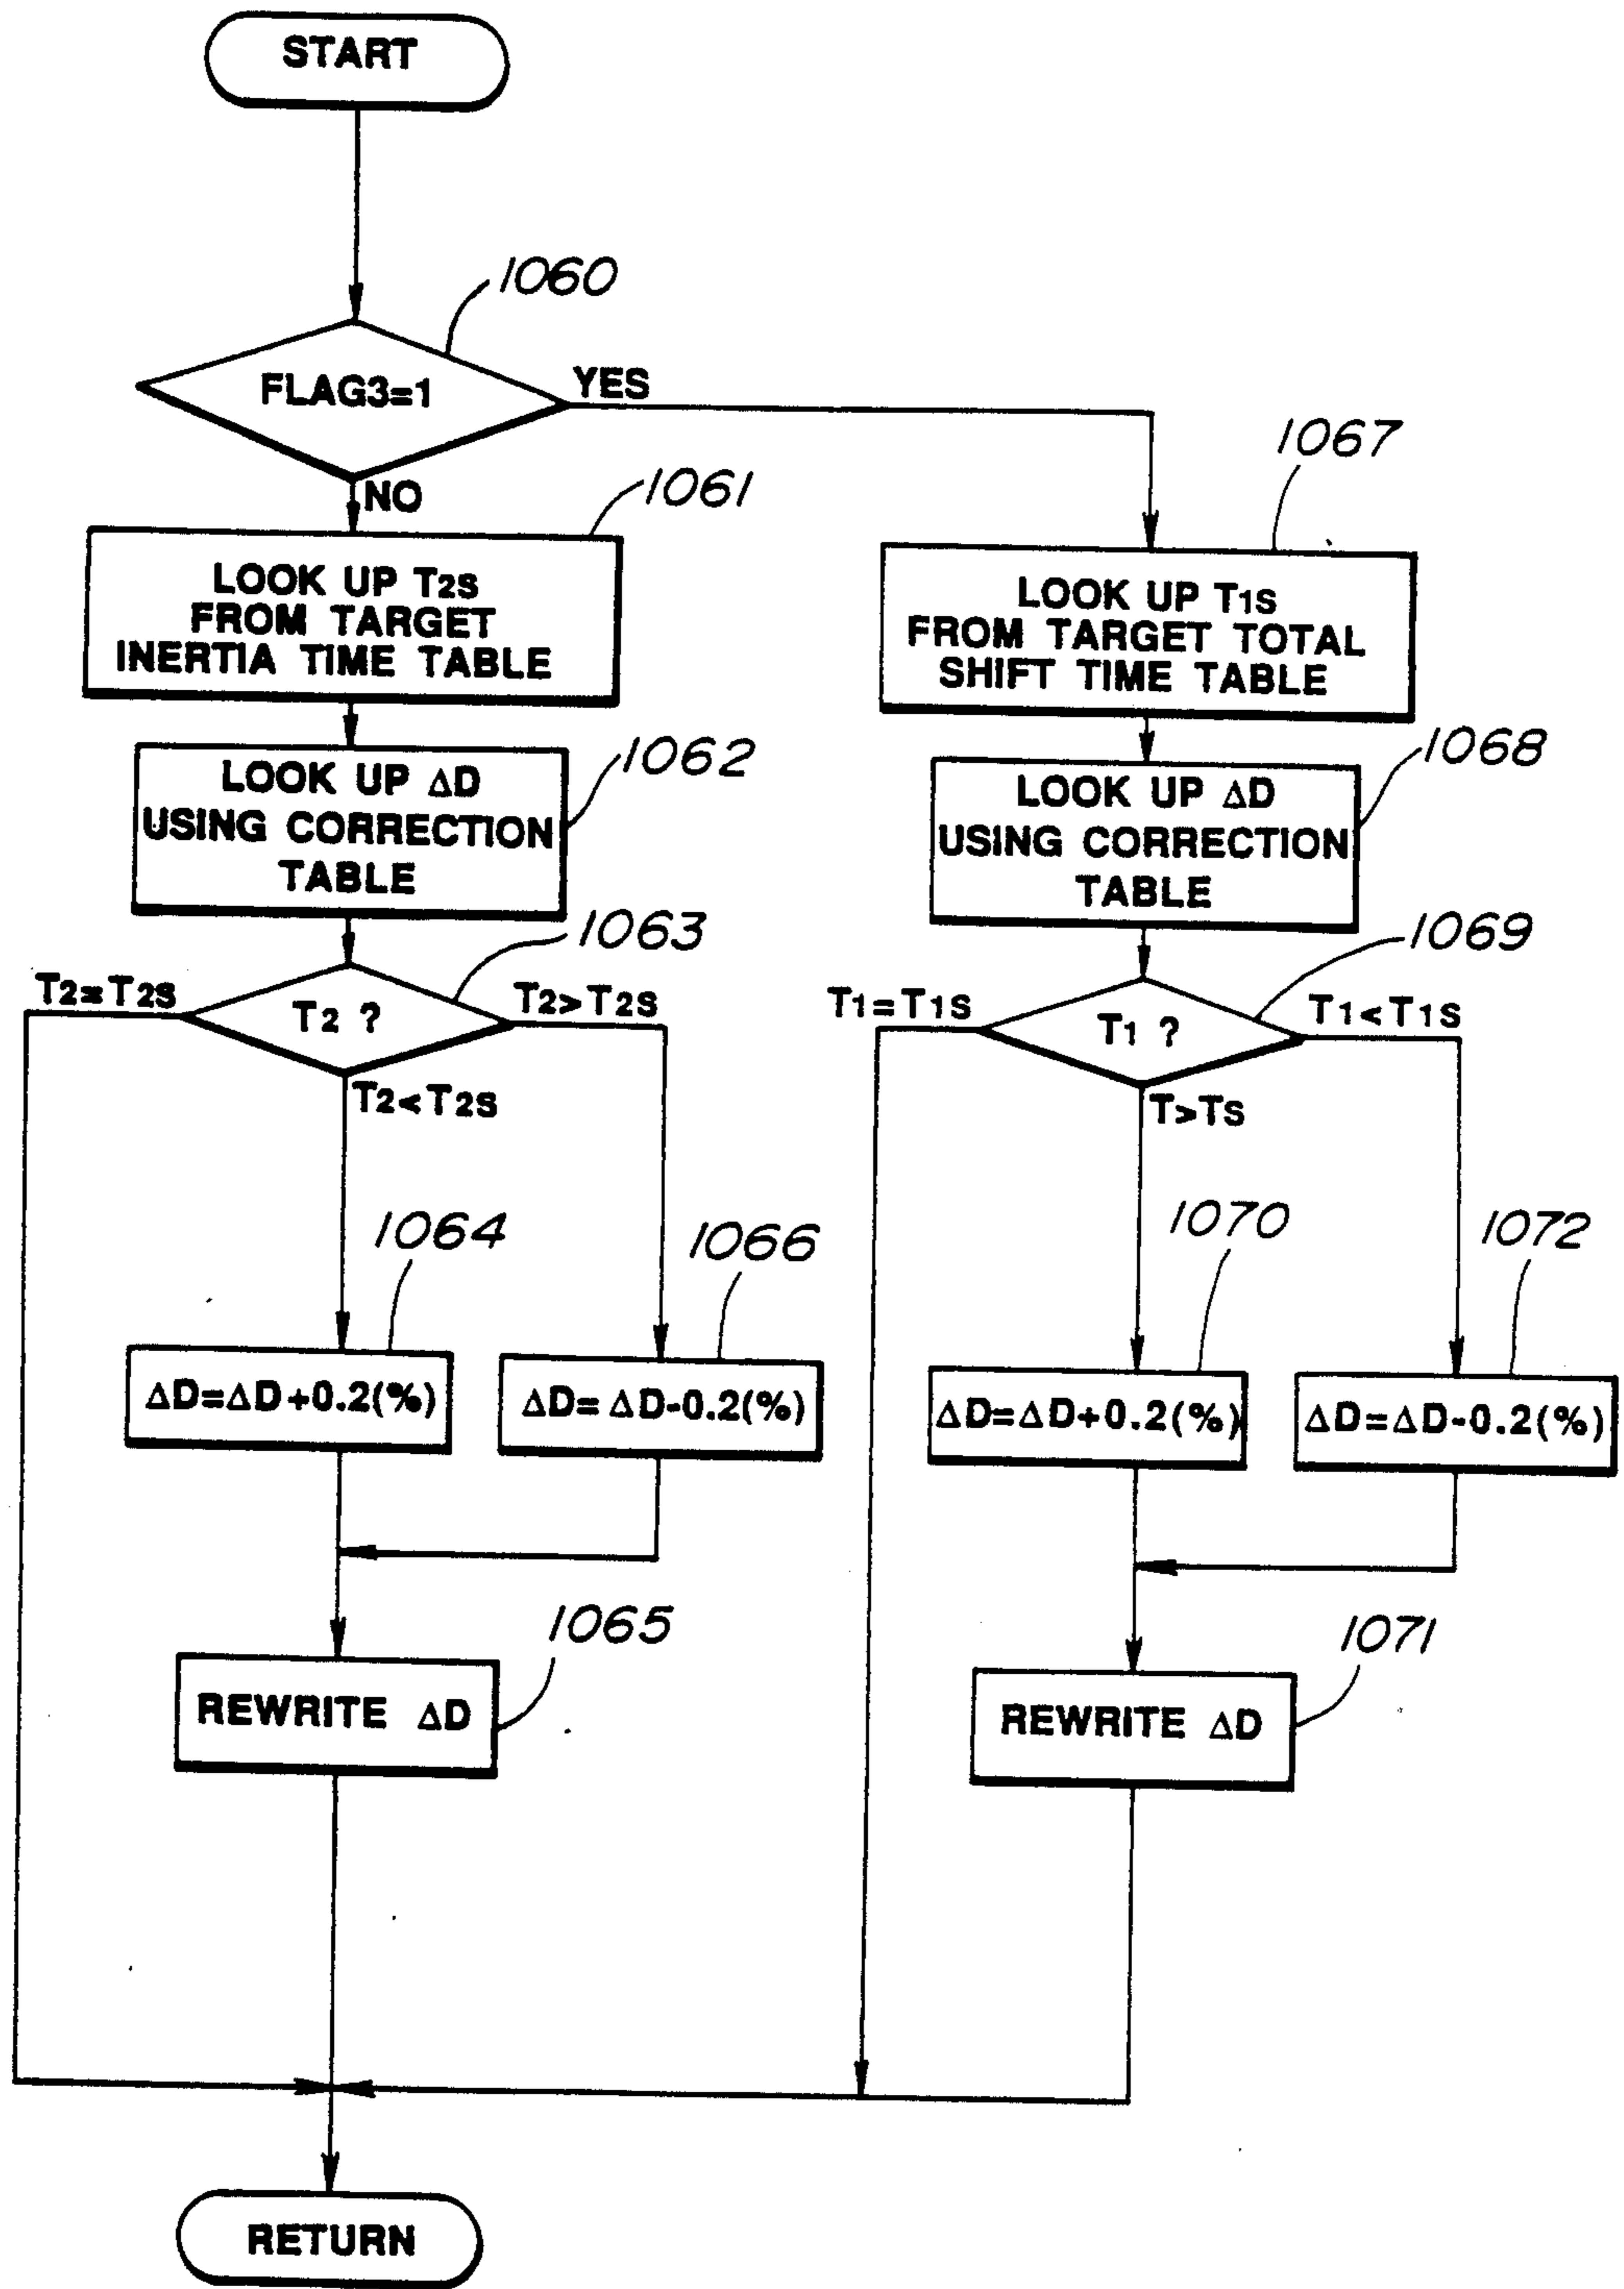 START
1060
FLAG3=1
YES
NO
1061
LOOK UP T2S
FROM TARGET
INERTIA TIME TABLE
1062
LOOK UP ΔD
USING CORRECTION
TABLE
1063
T2=T2S
T2 ?
T2>T2S
T2<T2S
1064
1066
ΔD=ΔD+0.2(%)
ΔD=ΔD-0.2(%)
1065
REWRITE ΔD
1067
LOOK UP T1S
FROM TARGET TOTAL
SHIFT TIME TABLE
1068
LOOK UP ΔD
USING CORRECTION
TABLE
1069
T1=T1S
T1 ?
T1<T1S
T>TS
1070
1072
ΔD=ΔD+0.2(%)
ΔD=ΔD-0.2(%)
1071
REWRITE ΔD
RETURN